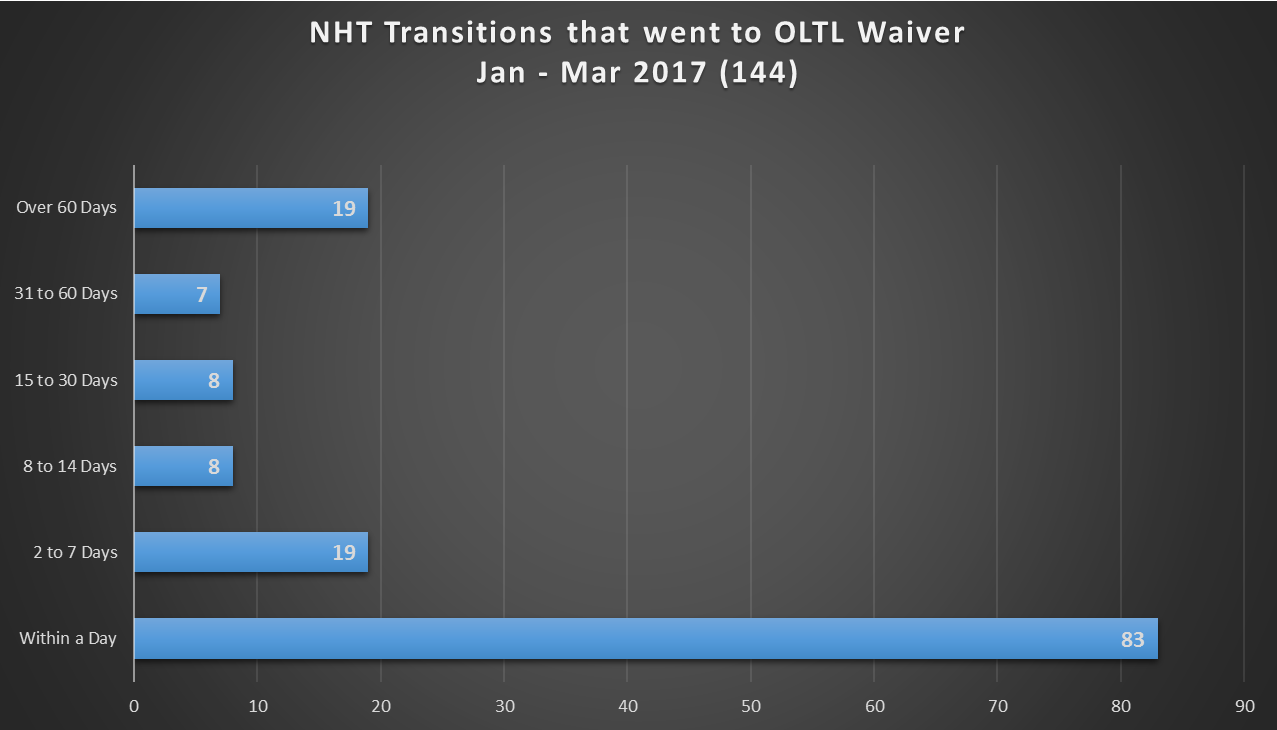 NHT Transitions that went to OLTL Waiver
Jan - Mar 2017 (144)
Over 60 Days
19
31 to 60 Days
7
15 to 30 Days
8
8 to 14 Days
8
2 to 7 Days
19
Within a Day
83
0 10 20 30 40 50 60 70 80 90